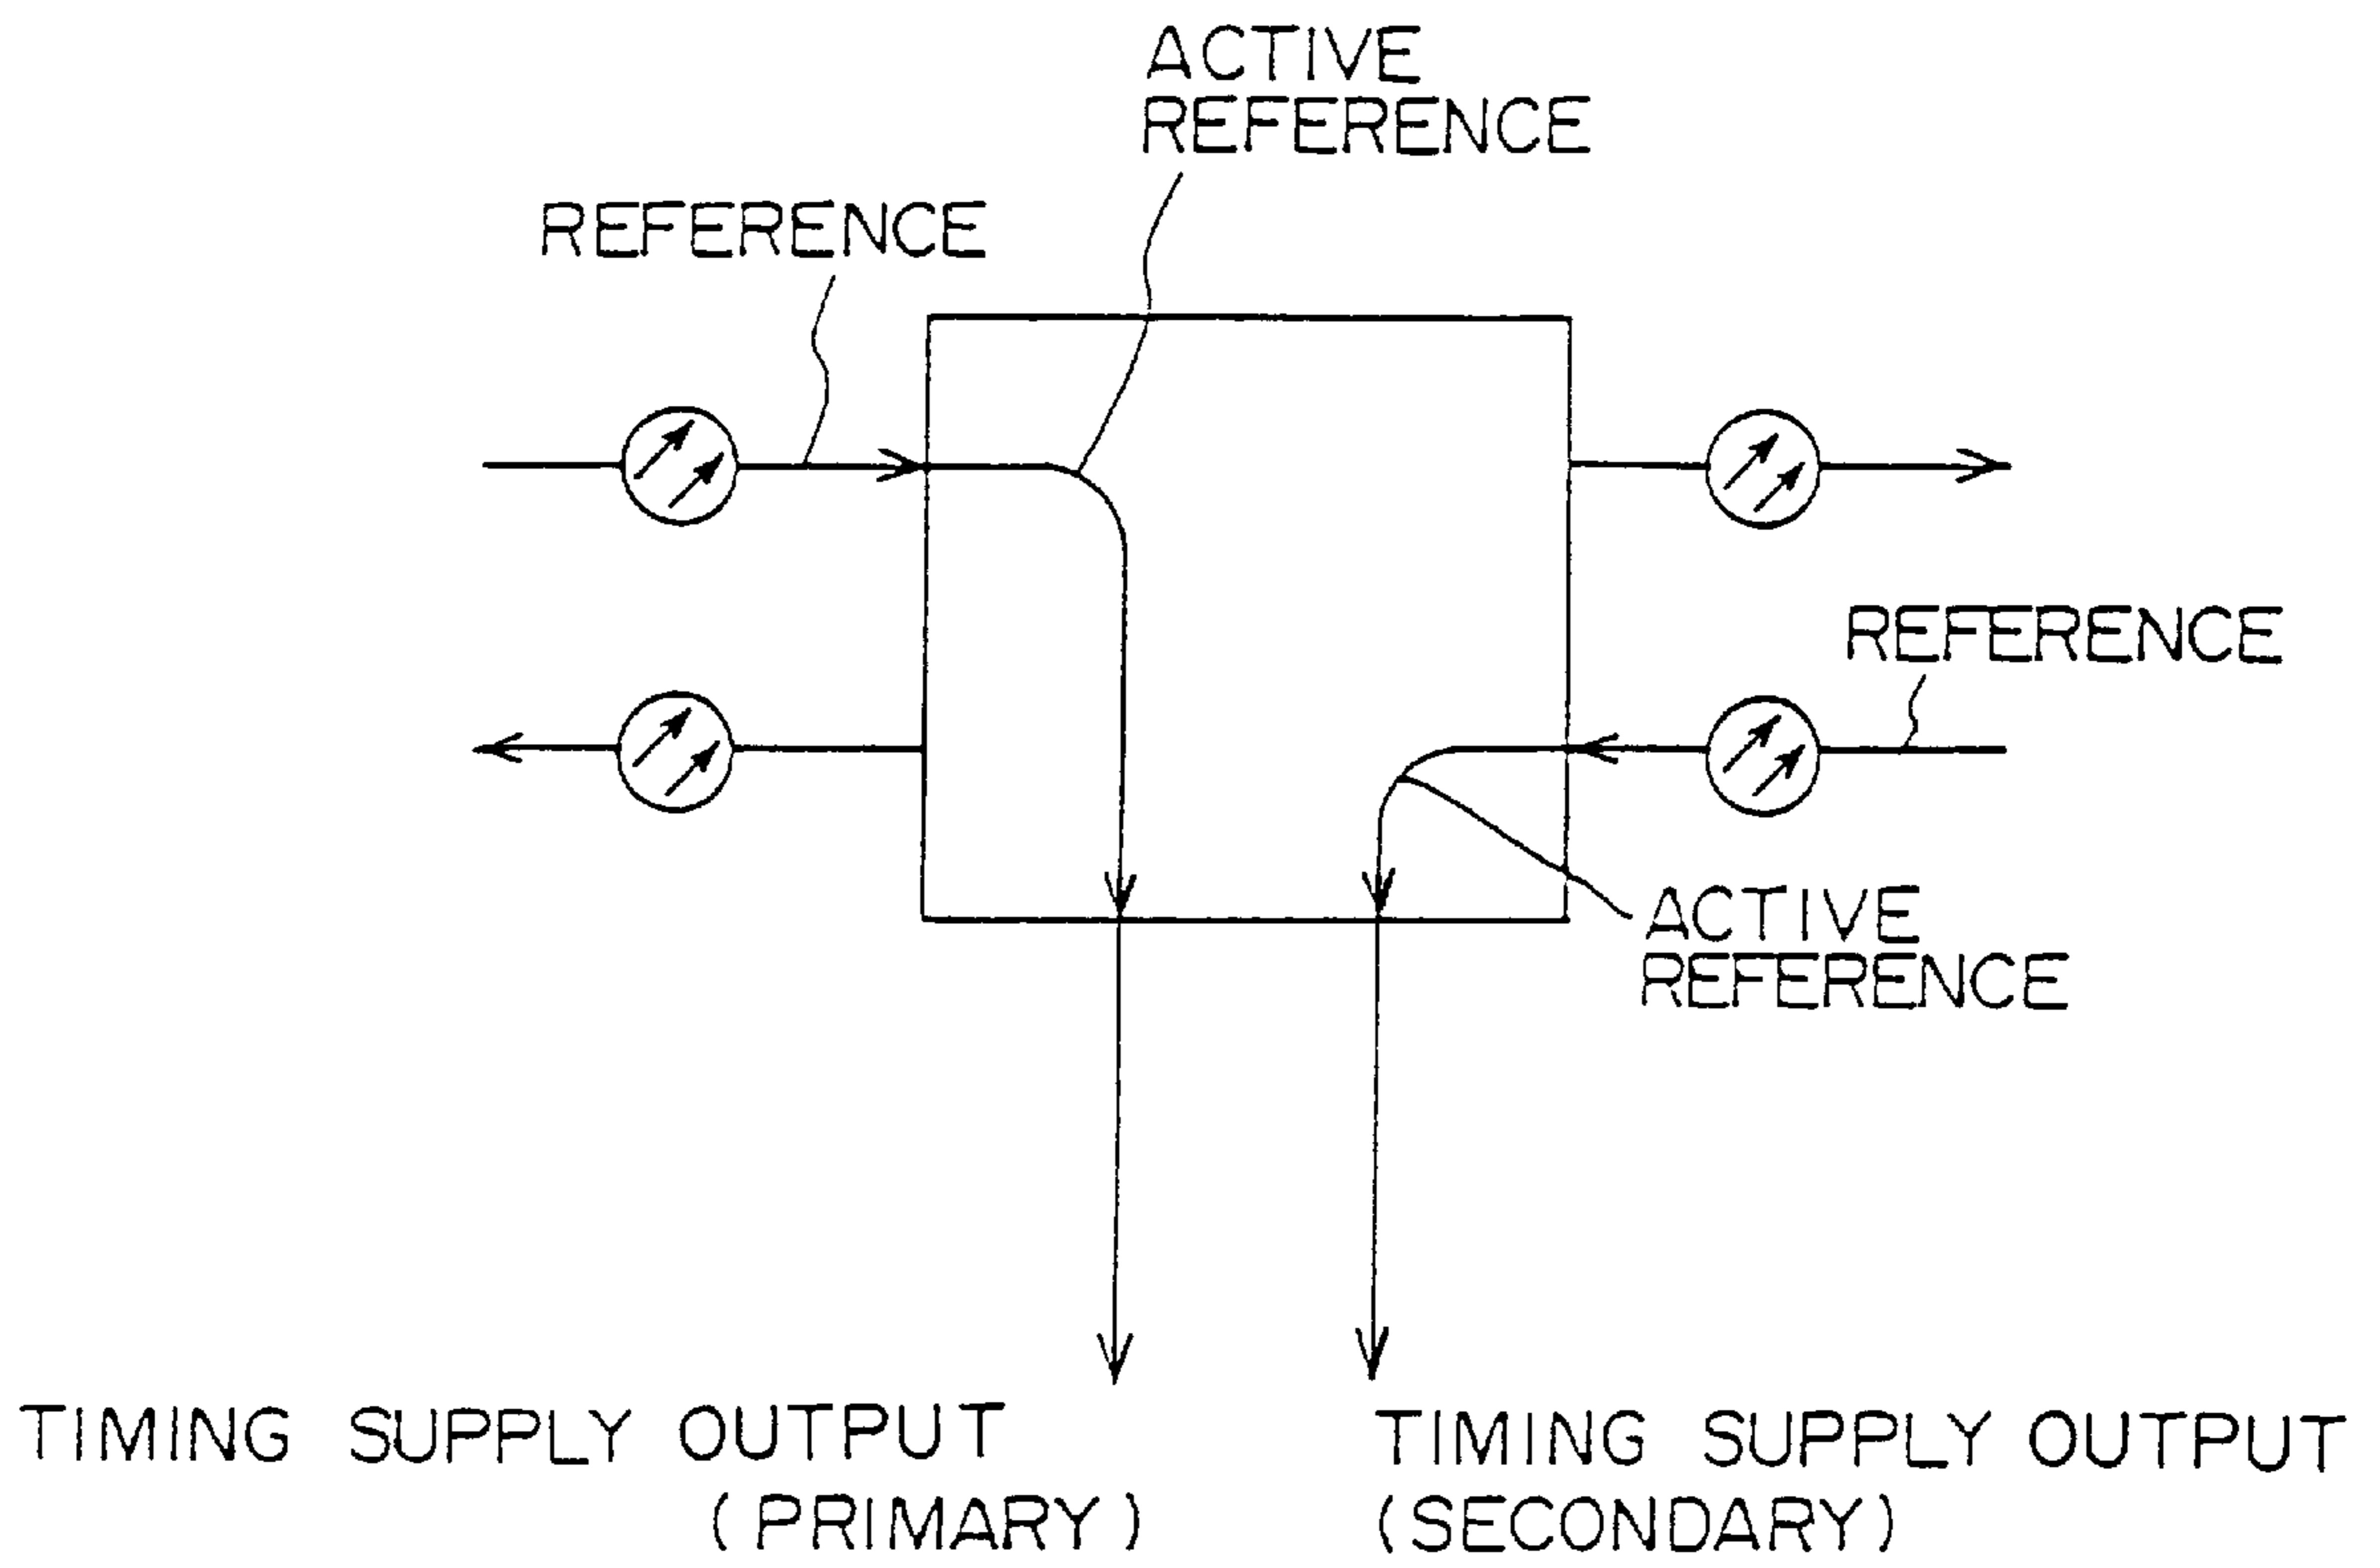 ACTIVE
REFERENCE
REFERENCE
REFERENCE
ACTIVE
REFERENCE
TIMING SUPPLY OUTPUT
(PRIMARY)
TIMING SUPPLY OUTPUT
(SECONDARY)